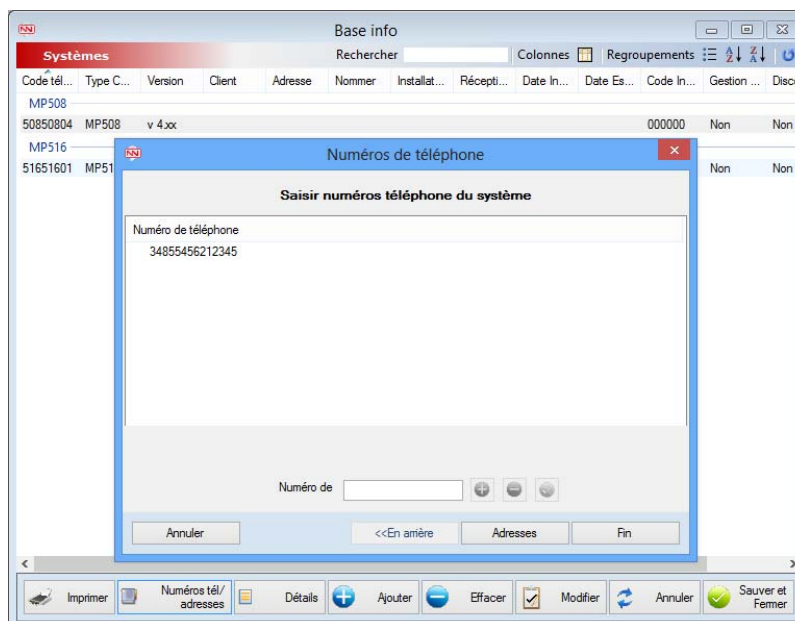 Base info
Systèmes Rechercher Colonnes Regroupements
Code tél... Type C... Version Client Adresse Nommer Installat... Récepti... Date In... Date Es... Code In... Gestion ... Disc
MP508
50850804 MP508 v 4.xx 000000 Non Non
MP516
51651601 MP51 Non Non
Numéros de téléphone
Saisir numéros téléphone du système
Numéro de téléphone
34855456212345
Numéro de
Annuler <<En arrière Adresses Fin
Imprimer Numéros tél/ adresses Détails Ajouter Effacer Modifier Annuler Sauver et Fermer